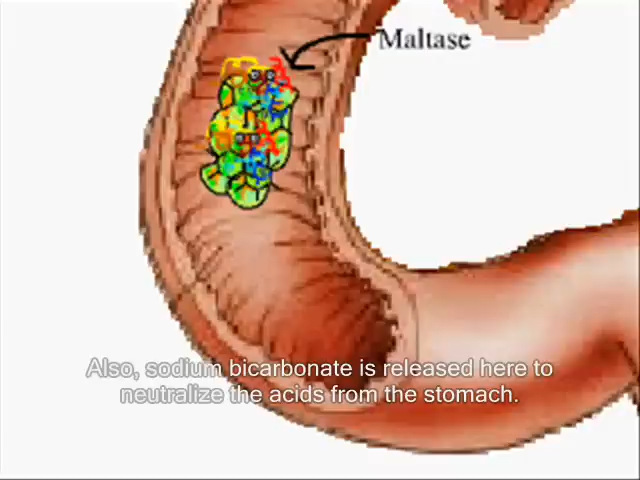 Maltase
Also, sodium bicarbonate is released here to
neutralize the acids from the stomach.